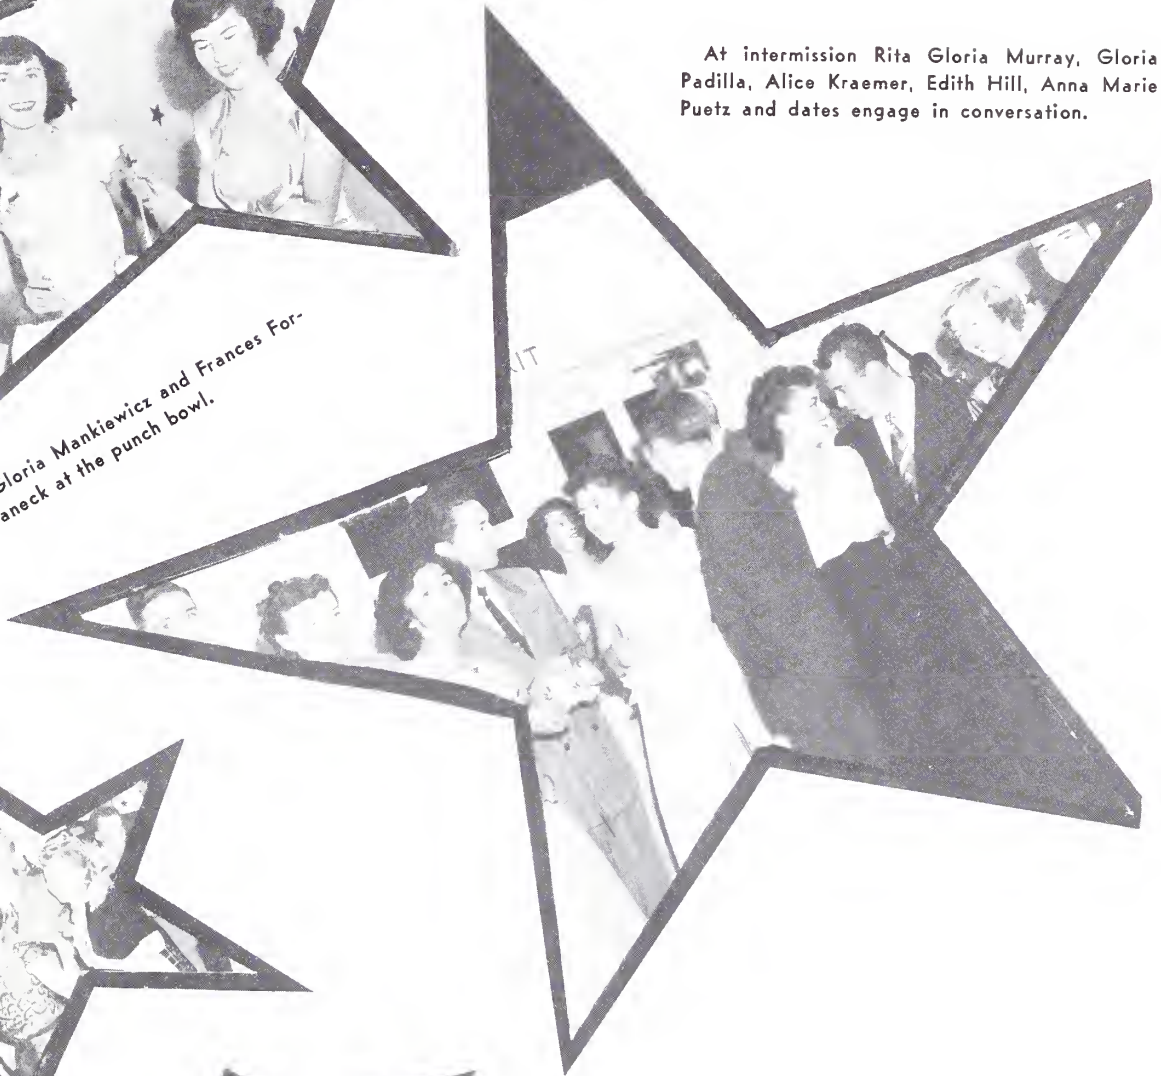 At intermission Rita Gloria Murray, Gloria
Padilla, Alice Kraemer, Edith Hill, Anna Marie
Puetz and dates engage in conversation.
Gloria Mankiewicz and Frances For-
aneck at the punch bowl.